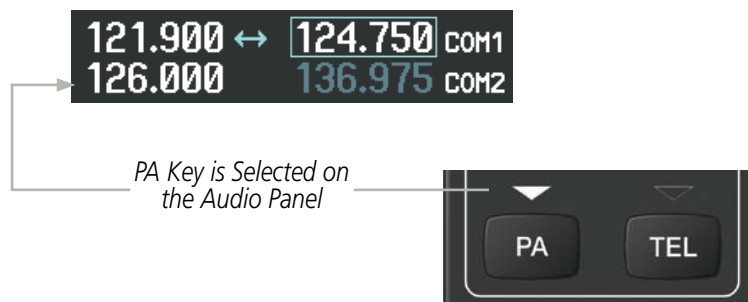 121.900 ↔ 124.750 COM1
126.000 136.975 COM2
PA Key is Selected on
the Audio Panel
PA TEL